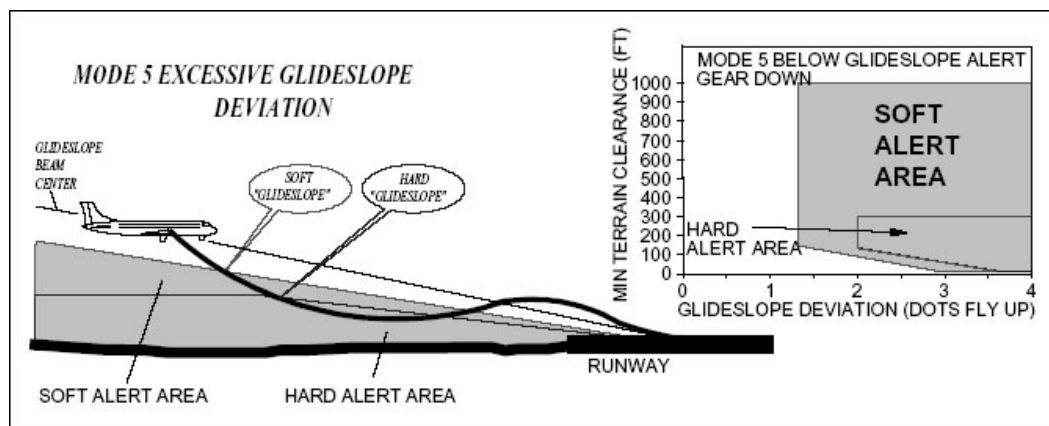 MODE 5 EXCESSIVE GLIDESLOPE
DEVIATION
GLIDESLOPE
BEAM
CENTER
SOFT
"GLIDESLOPE"
HARD
"GLIDESLOPE"
SOFT ALERT AREA
HARD ALERT AREA
RUNWAY
MIN TERRAIN CLEARANCE (FT)
MODE 5 BELOW GLIDESLOPE ALERT
GEAR DOWN
1000
900
800
700
600
500
400
300
200
100
0
SOFT
ALERT
AREA
HARD
ALERT AREA
0
1
2
3
4
GLIDESLOPE DEVIATION (DOTS FLY UP)